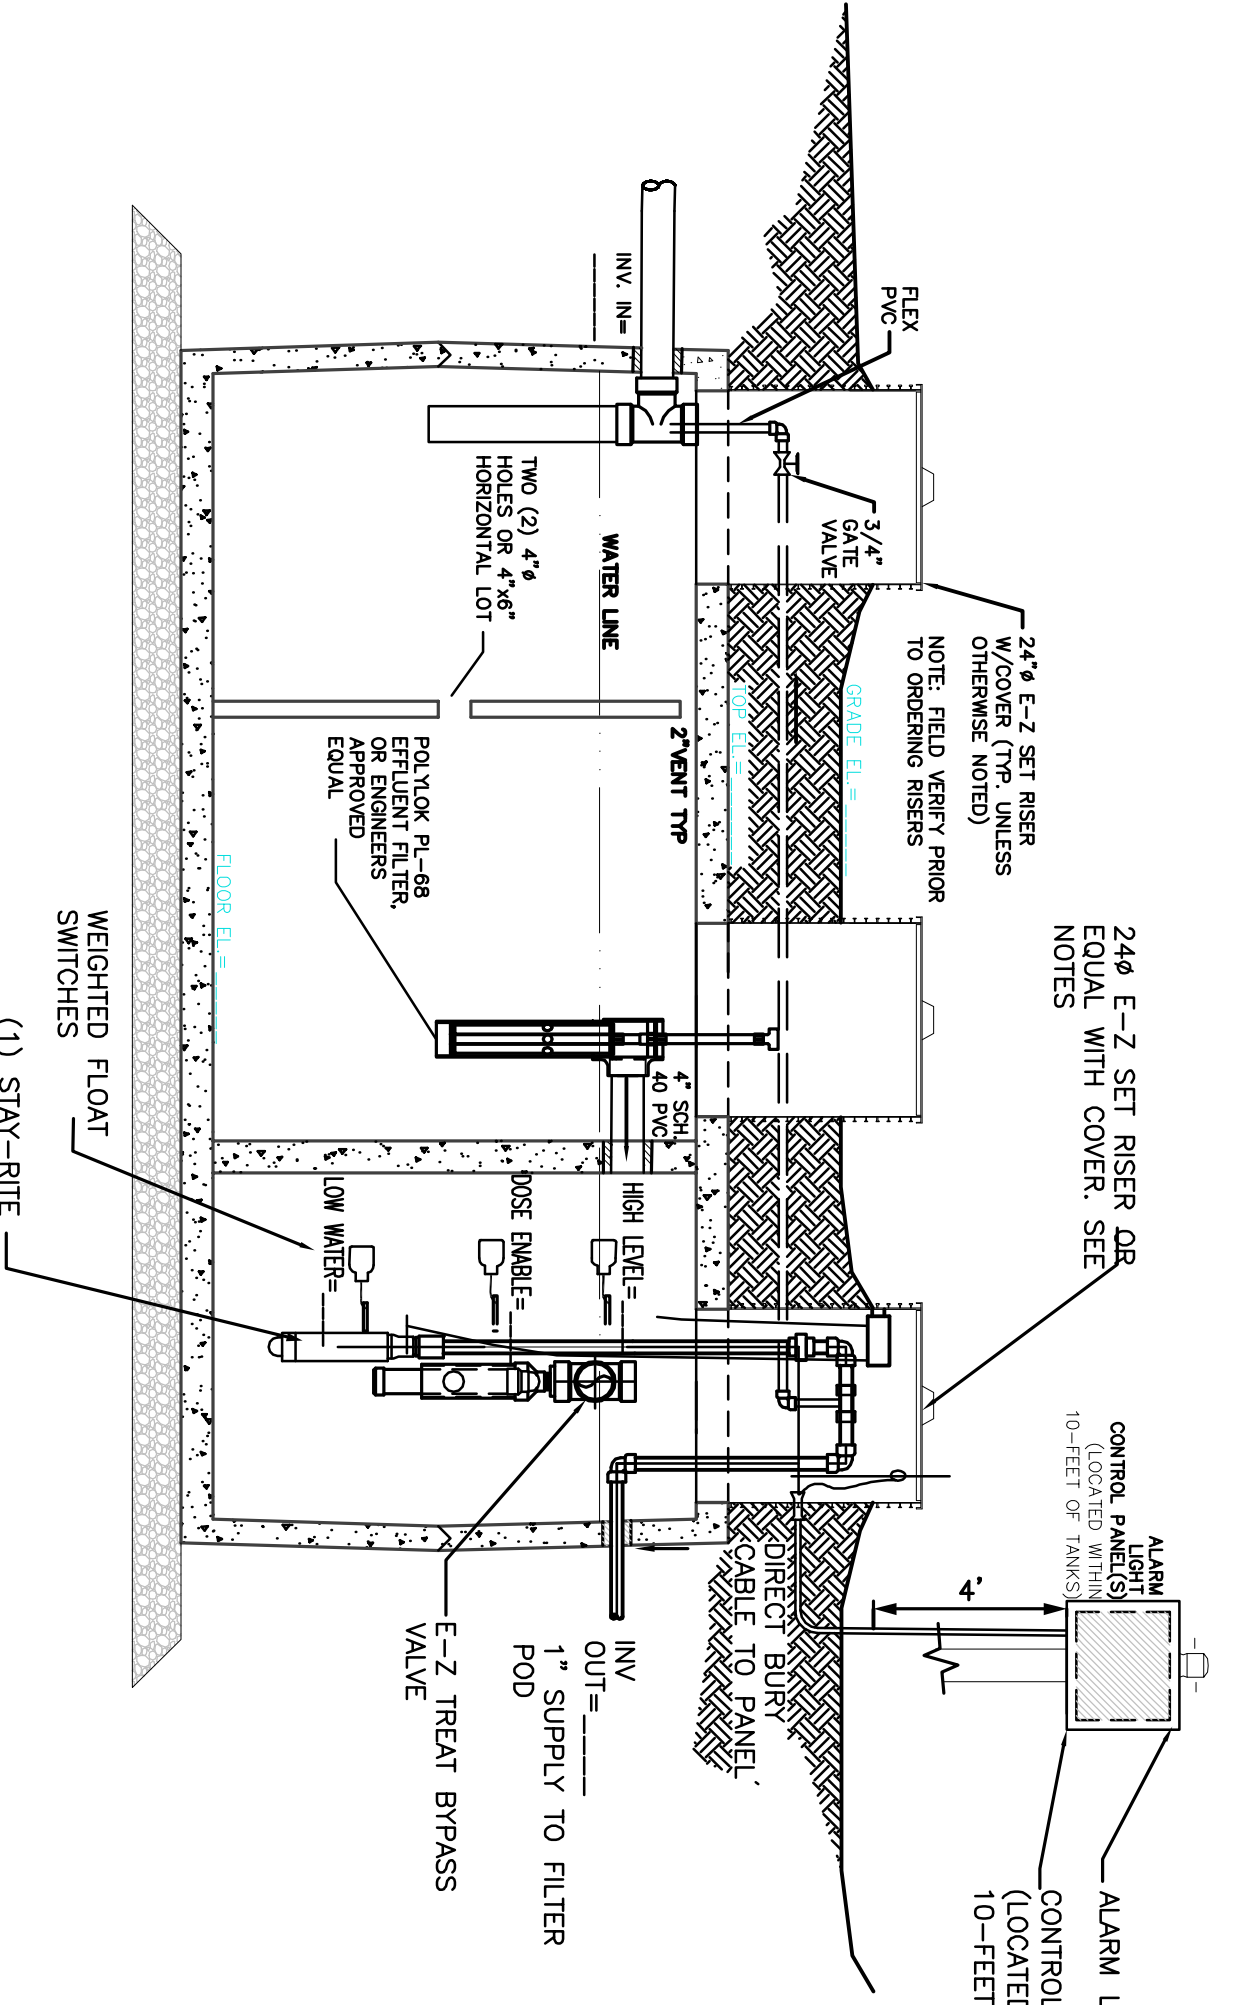 FLEX
PVC
INV. IN=
3/4"
GATE
VALVE
24"ø E-Z SET RISER
W/COVER (TYP. UNLESS
OTHERWISE NOTED)
NOTE: FIELD VERIFY PRIOR
TO ORDERING RISERS
GRADE EL.=
TOP EL.=
2"VENT TYP
WATER LINE
TWO (2) 4"ø
HOLES OR 4"x6"
HORIZONTAL LOT
POLYLOK PL-68
EFFLUENT FILTER,
OR ENGINEERS
APPROVED
EQUAL
FLOOR EL.=
24ø E-Z SET RISER OR
EQUAL WITH COVER. SEE
NOTES
4" SCH
40 PVC
HIGH LEVEL=
DOSE ENABLE=
LOW WATER=
WEIGHTED FLOAT
SWITCHES
(1) STAY-RITE
ALARM
LIGHT
CONTROL PANEL(S)
(LOCATED WITHIN
10-FEET OF TANKS)
4'
DIRECT BURY
CABLE TO PANEL
INV
OUT=
1" SUPPLY TO FILTER
POD
E-Z TREAT BYPASS
VALVE
ALARM L
CONTROL
(LOCATED
10-FEET